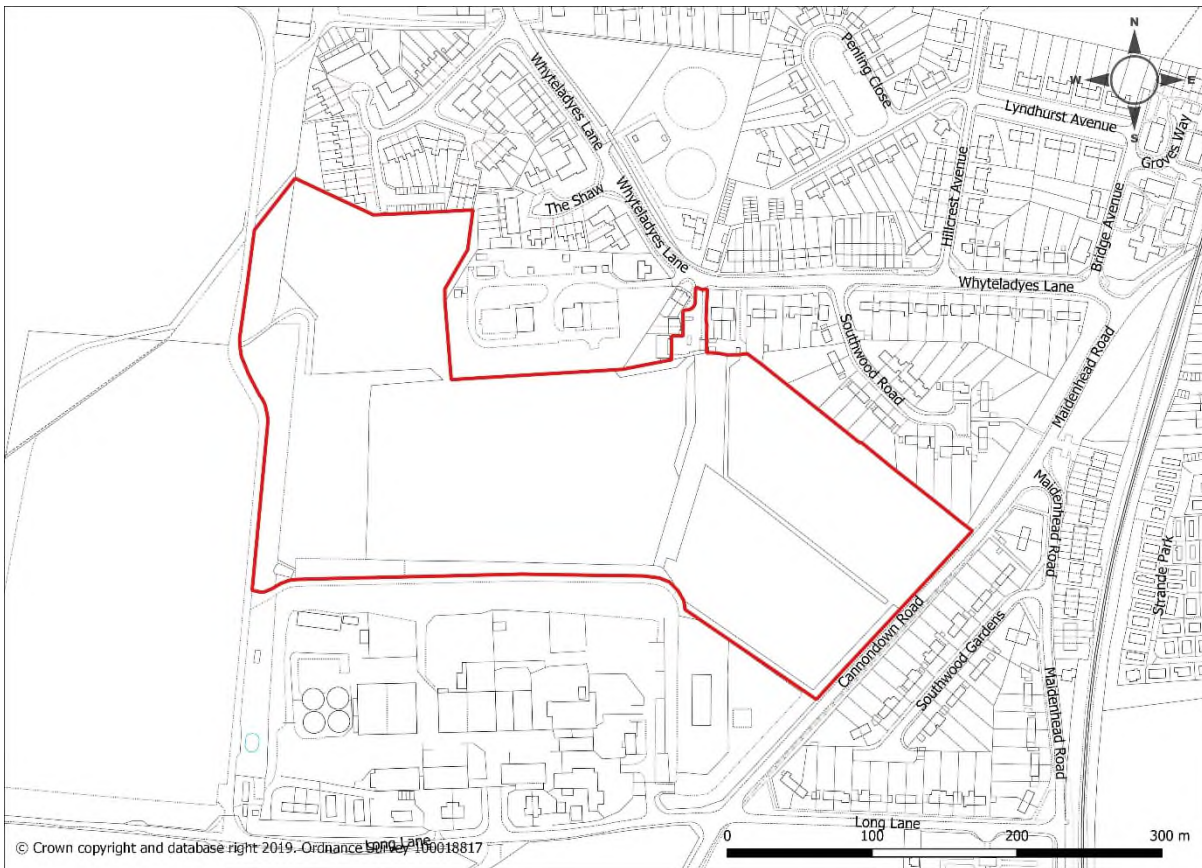 N
Penling Close
Whyteladyes Lane
W
E
Lyndhurst Avenue
S
Groves Way
Hillcrest Avenue
The Shaw
Whyteladyes Lane
Bridge Avenue
Whyteladyes Lane
Southwood Road
Maidenhead Road
Maidenhead Road
Strande Park
Cannondown Road
Southwood Gardens
Maidenhead Road
Long Lane
Long Lane
0 100 200 300 m
© Crown copyright and database right 2019. Ordnance Survey 100018817